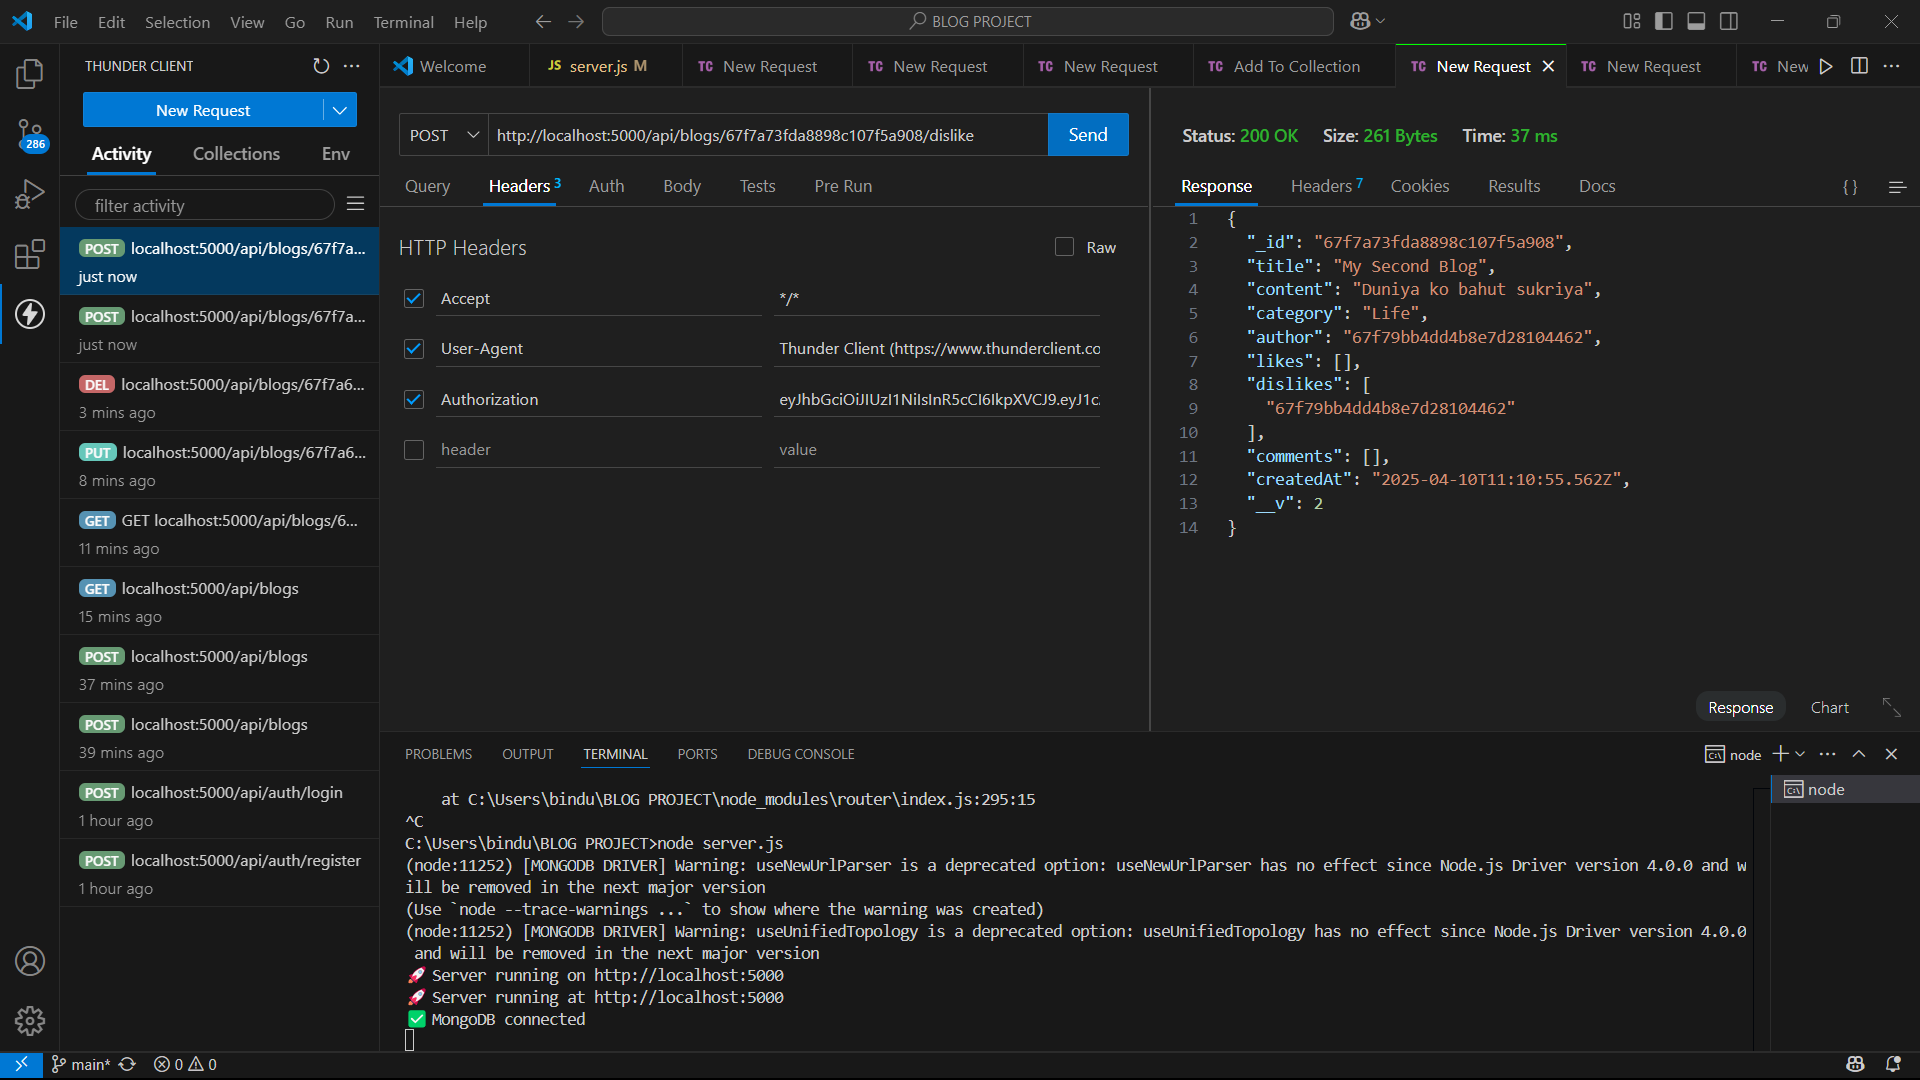 File Edit Selection View Go Run Terminal Help
BLOG PROJECT
THUNDER CLIENT
New Request
Activity Collections Env
filter activity
POST localhost:5000/api/blogs/67f7a...
just now
POST localhost:5000/api/blogs/67f7a...
just now
DEL localhost:5000/api/blogs/67f7a6...
3 mins ago
PUT localhost:5000/api/blogs/67f7a6...
8 mins ago
GET GET localhost:5000/api/blogs/6...
11 mins ago
GET localhost:5000/api/blogs
15 mins ago
POST localhost:5000/api/blogs
37 mins ago
POST localhost:5000/api/blogs
39 mins ago
POST localhost:5000/api/auth/login
1 hour ago
POST localhost:5000/api/auth/register
1 hour ago
286
Welcome JS server.js M TC New Request TC New Request TC New Request TC Add To Collection TC New Request TC New Request TC New
POST http://localhost:5000/api/blogs/67f7a73fda8898c107f5a908/dislike Send
Query Headers 3 Auth Body Tests Pre Run
HTTP Headers Raw
Accept */*
User-Agent Thunder Client (https://www.thunderclient.co
Authorization eyJhbGciOiJIUzI1NiIsInR5cCI6IkpXVCJ9.eyJ1c
header value
Status: 200 OK Size: 261 Bytes Time: 37 ms
Response Headers 7 Cookies Results Docs {}
1 {
2 "_id": "67f7a73fda8898c107f5a908",
3 "title": "My Second Blog",
4 "content": "Duniya ko bahut sukriya",
5 "category": "Life",
6 "author": "67f79bb4dd4b8e7d28104462",
7 "likes": [],
8 "dislikes": [
9 "67f79bb4dd4b8e7d28104462"
10 ],
11 "comments": [],
12 "createdAt": "2025-04-10T11:10:55.562Z",
13 "__v": 2
14 }
Response Chart
PROBLEMS OUTPUT TERMINAL PORTS DEBUG CONSOLE
node
node
at C:\Users\bindu\BLOG PROJECT\node_modules\router\index.js:295:15
^C
C:\Users\bindu\BLOG PROJECT>node server.js
(node:11252) [MONGODB DRIVER] Warning: useNewUrlParser is a deprecated option: useNewUrlParser has no effect since Node.js Driver version 4.0.0 and w
ill be removed in the next major version
(Use `node --trace-warnings ...` to show where the warning was created)
(node:11252) [MONGODB DRIVER] Warning: useUnifiedTopology is a deprecated option: useUnifiedTopology has no effect since Node.js Driver version 4.0.0
and will be removed in the next major version
🚀 Server running on http://localhost:5000
🚀 Server running at http://localhost:5000
✅ MongoDB connected
main* 0 0